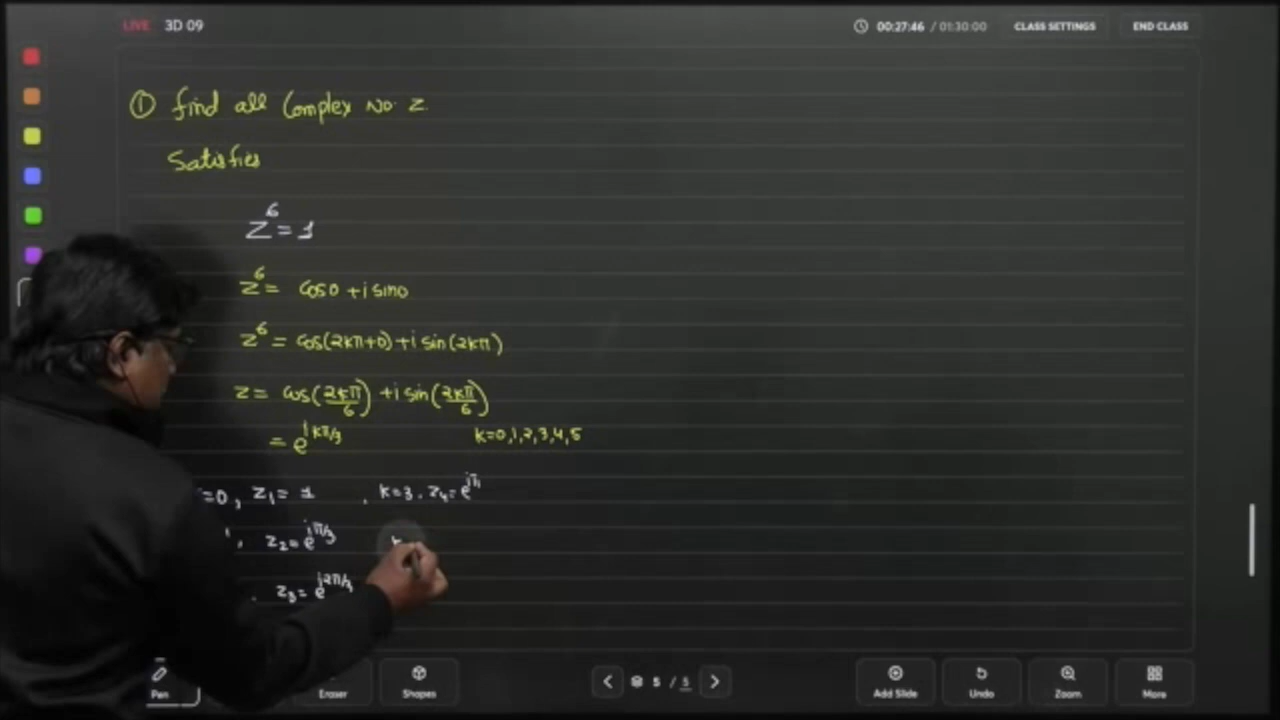 LIVE 3D 09 00:27:46 / 01:30:00 CLASS SETTINGS END CLASS
① find all Complex No. z.
Satisfies
z⁶ = 1
z⁶ = cos0 + i sin0
z⁶ = cos(2kπ+0) + i sin(2kπ)
z = cos(2kπ/6) + i sin(2kπ/6)
= e^ikπ/3 k=0,1,2,3,4,5
=0, z₁ = 1 , k=3, z₄ = e^iπ
, z₂ = e^iπ/3
. z₃ = e^i2π/3
Pen Eraser Shapes 5 / 5 Add Slide Undo Zoom More